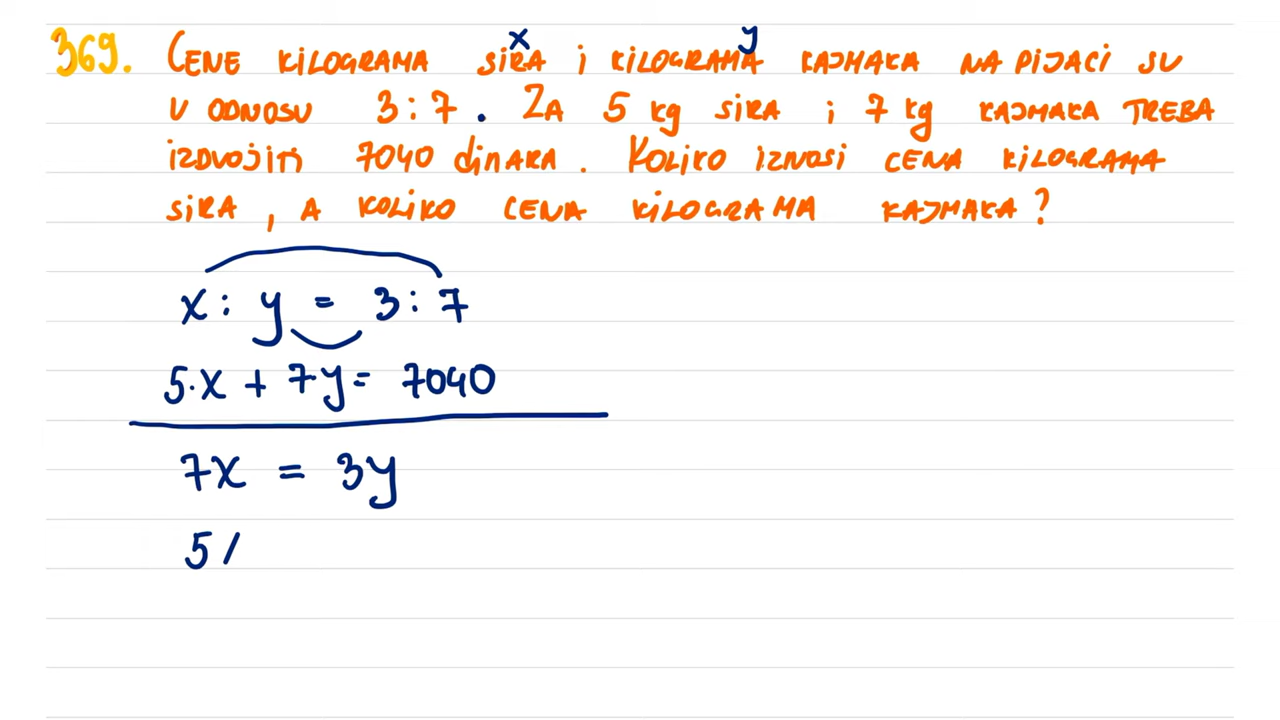 x y
369. CENE KILOGRAMA SIRA i KILOGRAMA KAJMAKA NA PIJACI SU
U ODNOSU 3:7. ZA 5 kg SIRA i 7 kg KAJMAKA TREBA
IZDVOJITI 7040 DINARA. KOLIKO IZNOSI CENA KILOGRAMA
SIRA, A KOLIKO CENA KILOGRAMA KAJMAKA?
x : y = 3 : 7
5·x + 7·y = 7040
7x = 3y
5 /